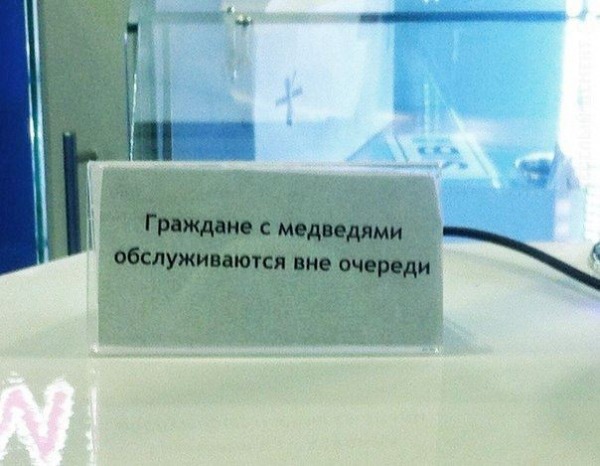 Граждане с медведями
обслуживаются вне очереди
N